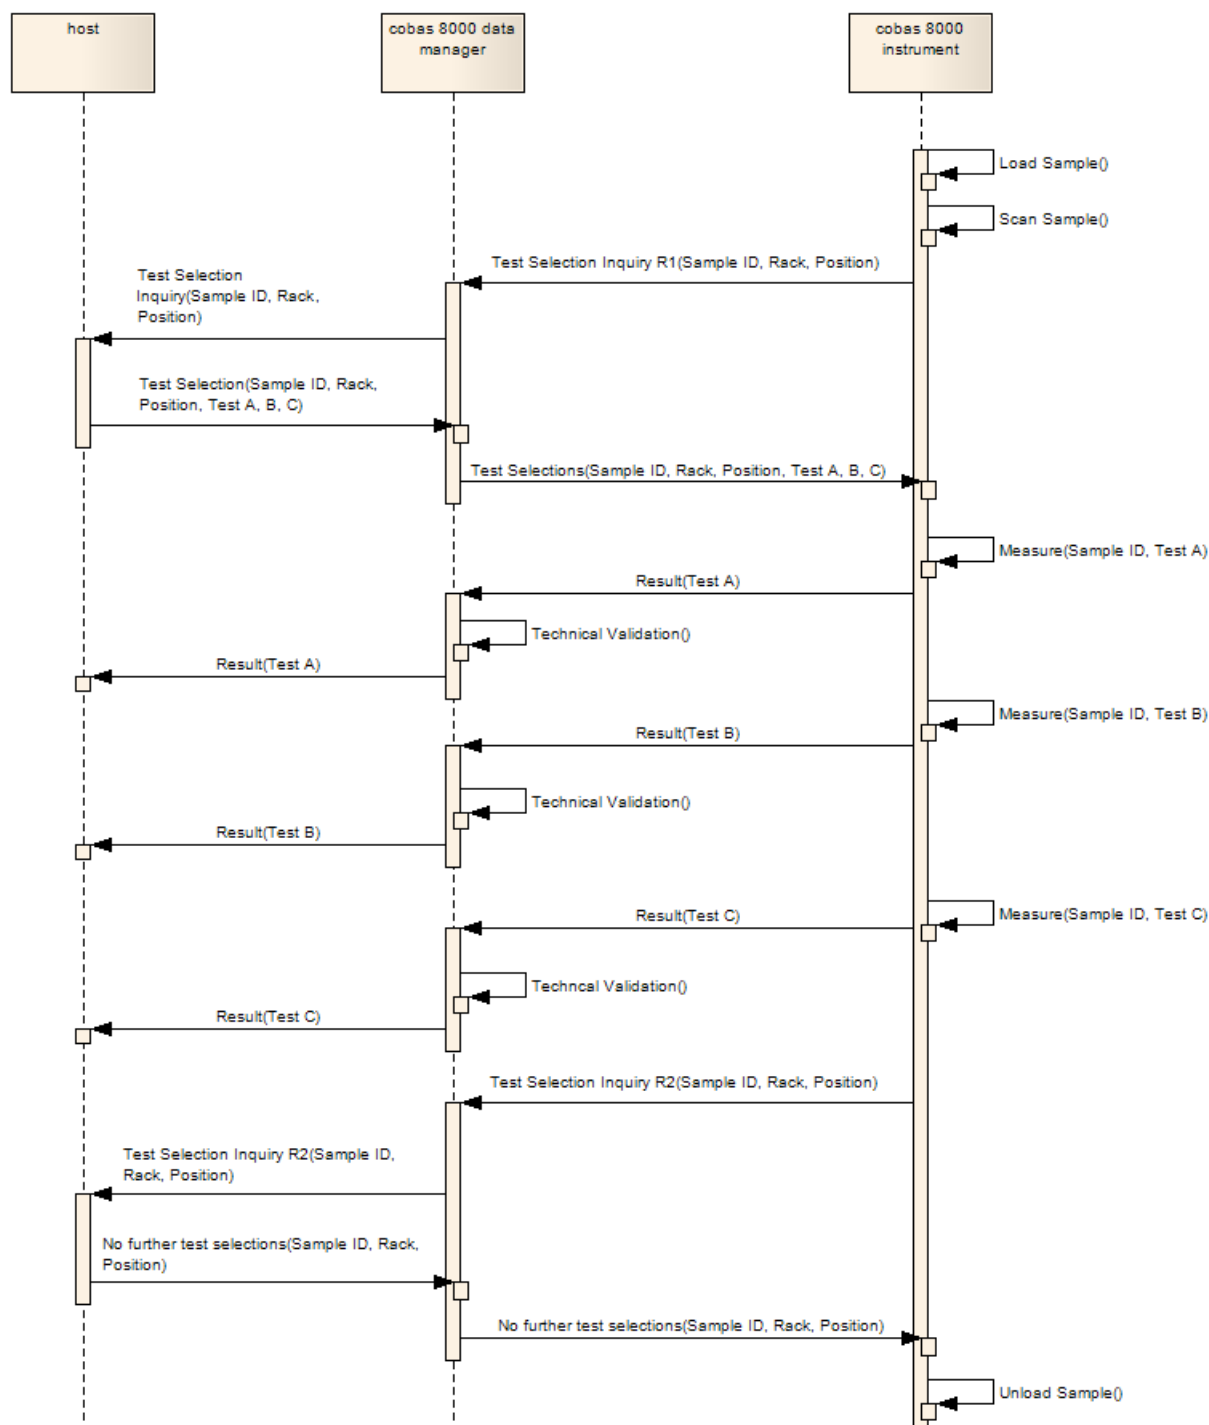 host
cobas 8000 data
manager
cobas 8000
instrument
Load Sample()
Scan Sample()
Test Selection Inquiry R1(Sample ID, Rack, Position)
Test Selection
Inquiry(Sample ID, Rack,
Position)
Test Selection(Sample ID, Rack,
Position, Test A, B, C)
Test Selections(Sample ID, Rack, Position, Test A, B, C)
Measure(Sample ID, Test A)
Result(Test A)
Technical Validation()
Result(Test A)
Measure(Sample ID, Test B)
Result(Test B)
Technical Validation()
Result(Test B)
Measure(Sample ID, Test C)
Result(Test C)
Techncal Validation()
Result(Test C)
Test Selection Inquiry R2(Sample ID, Rack, Position)
Test Selection Inquiry R2(Sample ID,
Rack, Position)
No further test selections(Sample ID, Rack,
Position)
No further test selections(Sample ID, Rack, Position)
Unload Sample()